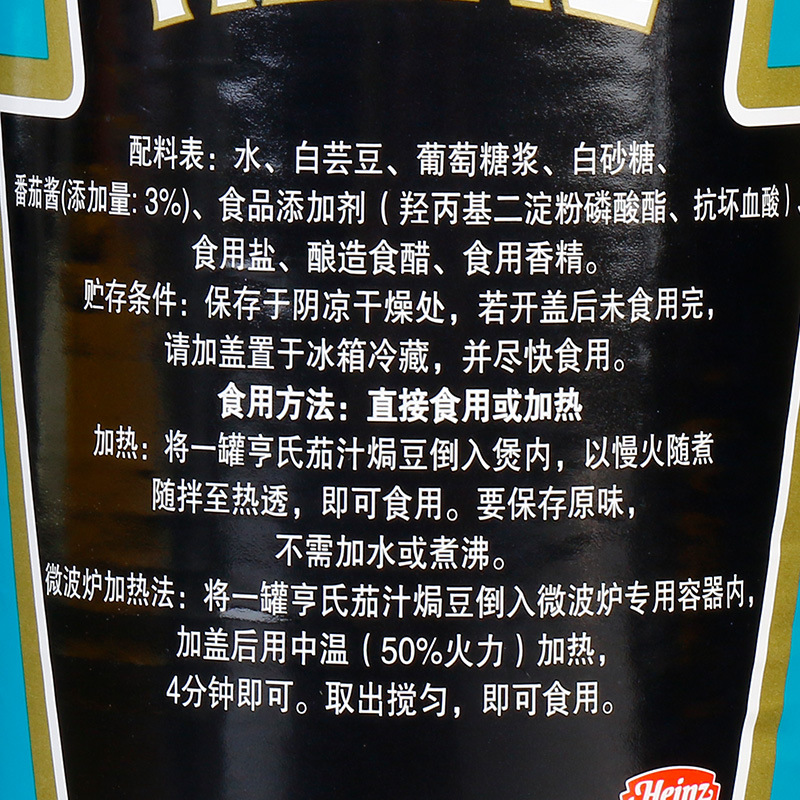 配料表：水、白芸豆、葡萄糖浆、白砂糖、
番茄酱(添加量：3%)、食品添加剂（羟丙基二淀粉磷酸酯、抗坏血酸）、
食用盐、酿造食醋、食用香精。
贮存条件：保存于阴凉干燥处，若开盖后未食用完，
请加盖置于冰箱冷藏，并尽快食用。
食用方法：直接食用或加热
加热：将一罐亨氏茄汁焗豆倒入煲内，以慢火随煮
随拌至热透，即可食用。要保存原味，
不需加水或煮沸。
微波炉加热法：将一罐亨氏茄汁焗豆倒入微波炉专用容器内，
加盖后用中温（50%火力）加热，
4分钟即可。取出搅匀，即可食用。
Heinz